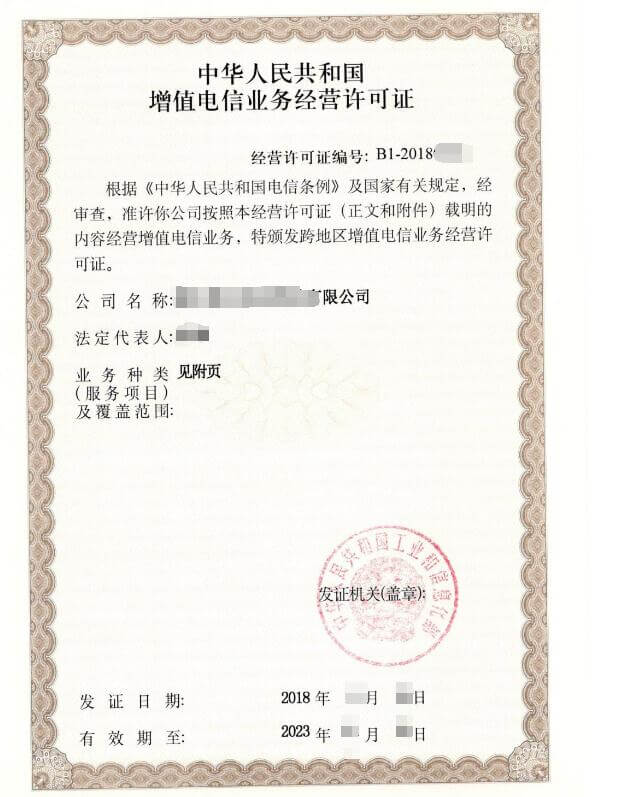 中华人民共和国
增值电信业务经营许可证
经营许可证编号: B1-2018
根据《中华人民共和国电信条例》及国家有关规定，经
审查，准许你公司按照本经营许可证（正文和附件）载明的
内容经营增值电信业务，特颁发跨地区增值电信业务经营许
可证。
公司名称: 有限公司
法定代表人:
业务种类 见附页
(服务项目)
及覆盖范围:
中华人民共和国工业和信息化部
发证机关(盖章):
发证日期: 2018 年 月 日
有效期至: 2023 年 月 日